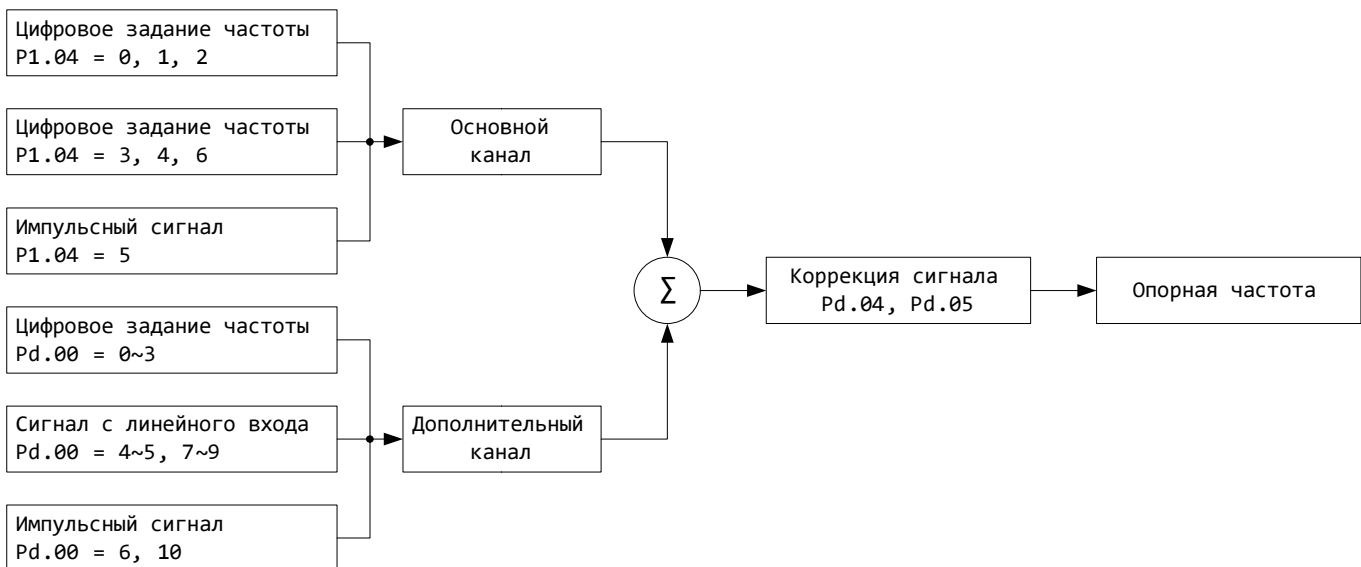 Цифровое задание частоты
P1.04 = 0, 1, 2
Цифровое задание частоты
P1.04 = 3, 4, 6
Импульсный сигнал
P1.04 = 5
Основной
канал
Цифровое задание частоты
Pd.00 = 0~3
Сигнал с линейного входа
Pd.00 = 4~5, 7~9
Импульсный сигнал
Pd.00 = 6, 10
Дополнительный
канал
Σ
Коррекция сигнала
Pd.04, Pd.05
Опорная частота